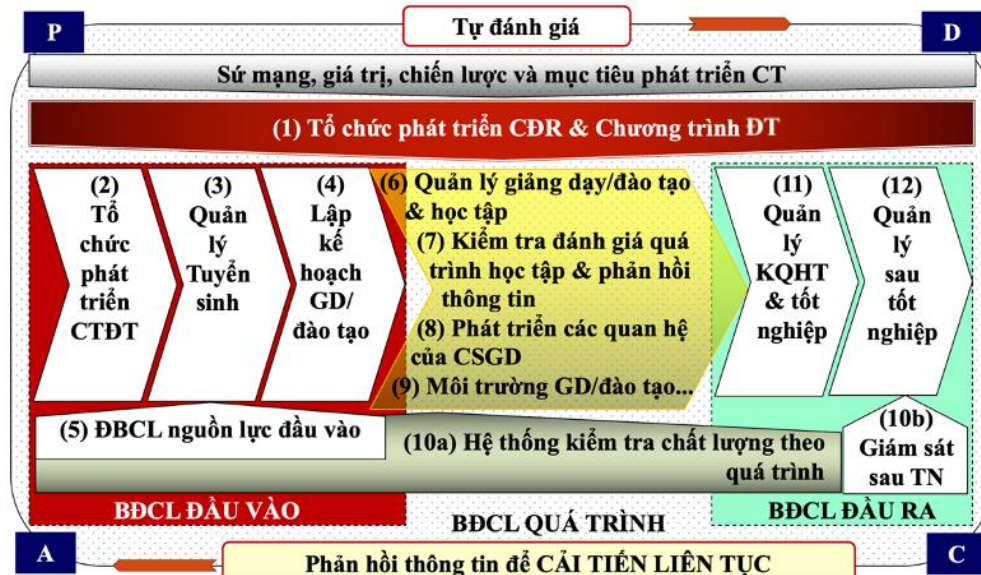 P
Tự đánh giá
D
Sứ mạng, giá trị, chiến lược và mục tiêu phát triển CT
(1) Tổ chức phát triển CĐR & Chương trình ĐT
(2)
Tổ
chức
phát
triển
CTĐT
(3)
Quản
lý
Tuyển
sinh
(4)
Lập
kế
hoạch
GD/
đào tạo
(6) Quản lý giảng dạy/đào tạo
& học tập
(7) Kiểm tra đánh giá quá
trình học tập & phản hồi
thông tin
(8) Phát triển các quan hệ
của CSGD
(9) Môi trường GD/đào tạo...
(11)
Quản
lý
KQHT
& tốt
nghiệp
(12)
Quản
lý
sau
tốt
nghiệp
(5) ĐBCL nguồn lực đầu vào
(10a) Hệ thống kiểm tra chất lượng theo
quá trình
(10b)
Giám sát
sau TN
BĐCL ĐẦU VÀO
BĐCL QUÁ TRÌNH
BĐCL ĐẦU RA
A
Phản hồi thông tin để CẢI TIẾN LIÊN TỤC
C